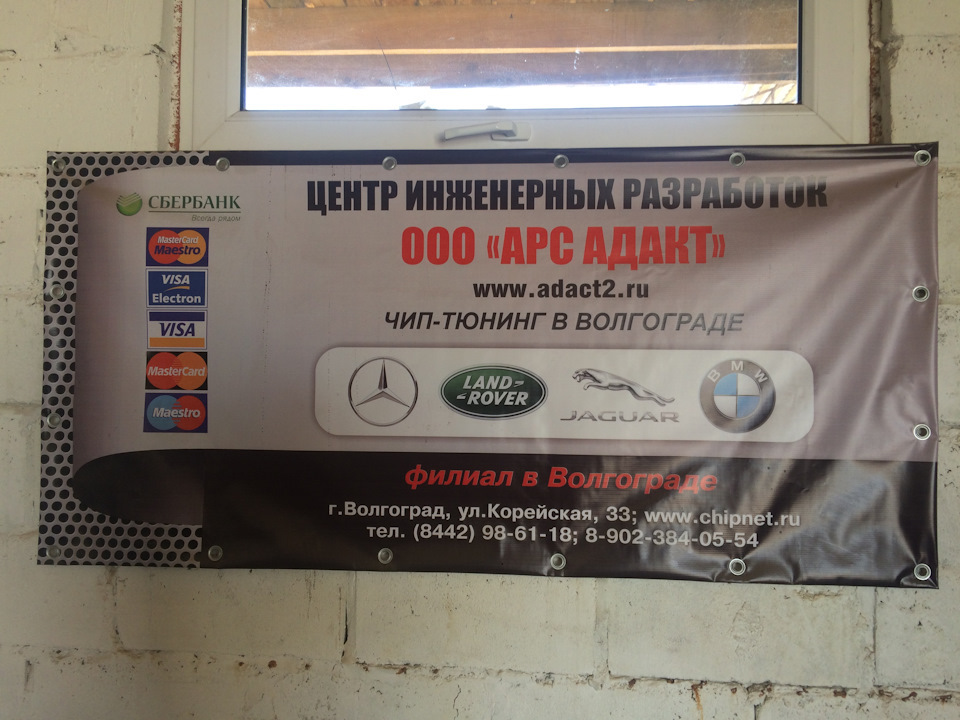 СБЕРБАНК
Всегда рядом
MasterCard
Maestro
VISA
Electron
VISA
MasterCard
Maestro
ЦЕНТР ИНЖЕНЕРНЫХ РАЗРАБОТОК
ООО «АРС АДАКТ»
www.adact2.ru
ЧИП-ТЮНИНГ В ВОЛГОГРАДЕ
LAND-
-ROVER
JAGUAR
BMW
филиал в Волгограде
г.Волгоград, ул.Корейская, 33; www.chipnet.ru
тел. (8442) 98-61-18; 8-902-384-05-54